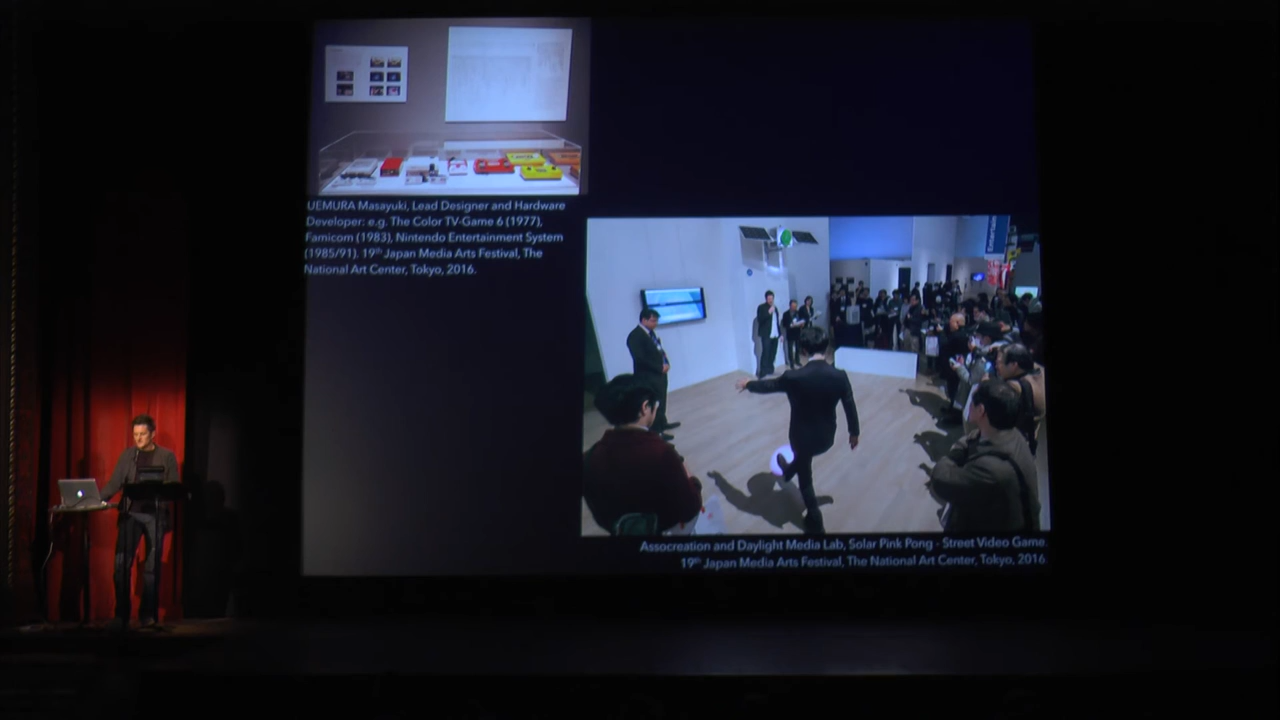 UEMURA Masayuki, Lead Designer and Hardware
Developer: e.g. The Color TV-Game 6 (1977),
Famicom (1983), Nintendo Entertainment System
(1985/91). 19th Japan Media Arts Festival, The
National Art Center, Tokyo, 2016.
Assocreation and Daylight Media Lab, Solar Pink Pong - Street Video Game.
19th Japan Media Arts Festival, The National Art Center, Tokyo, 2016.